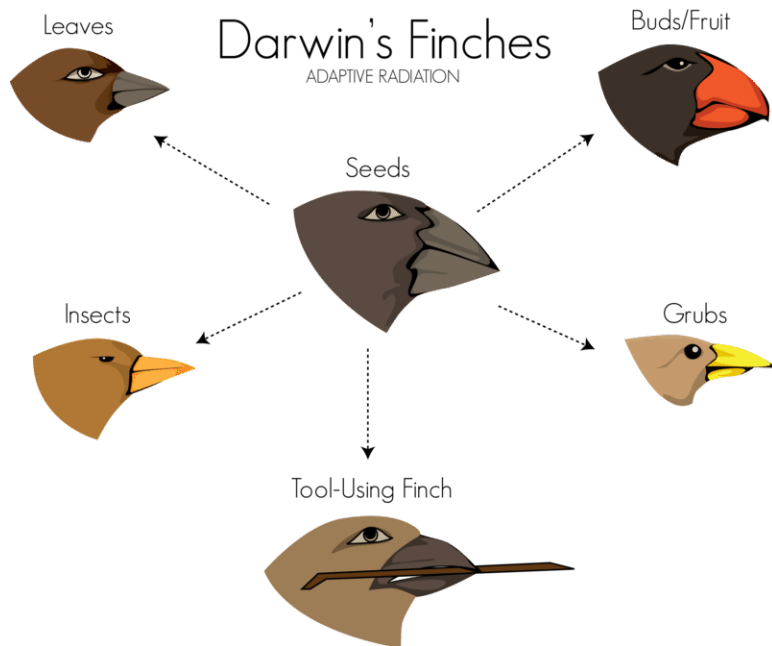 Darwin's Finches
ADAPTIVE RADIATION
Leaves
Buds/Fruit
Seeds
Insects
Grubs
Tool-Using Finch